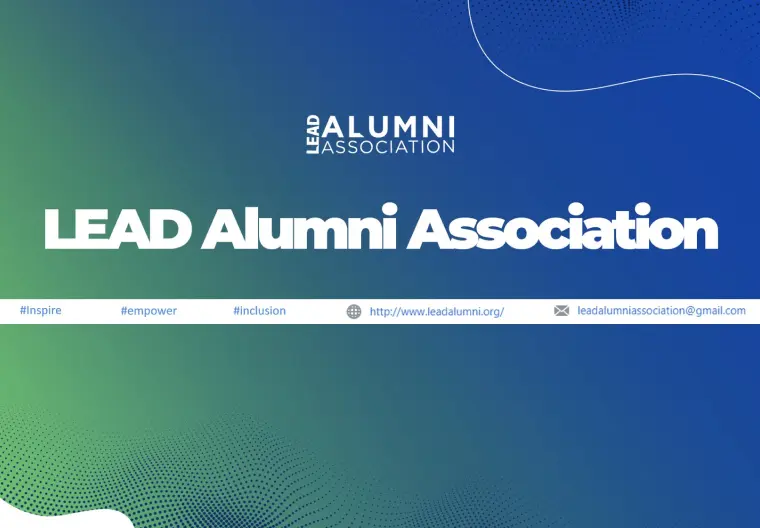 LEAD ALUMNI
ASSOCIATION
LEAD Alumni Association
#Inspire #empower #inclusion http://www.leadalumni.org/ leadalumniassociation@gmail.com